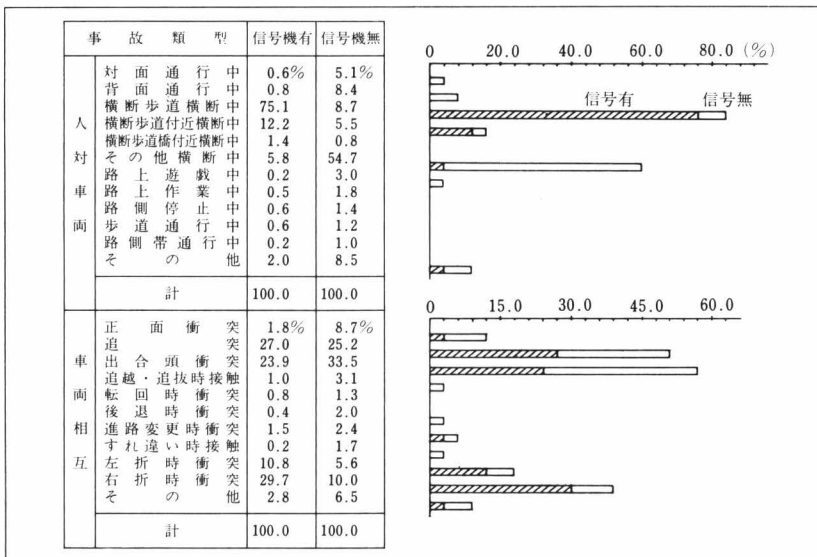 事故類型 信号機有 信号機無
人対車両
対面通行中 0.6% 5.1%
背面通行中 0.8 8.4
横断歩道横断中 75.1 8.7
横断歩道付近横断中 12.2 5.5
横断歩道橋付近横断中 1.4 0.8
その他横断中 5.8 54.7
路上遊戯中 0.2 3.0
路上作業中 0.5 1.8
路側停止中 0.6 1.4
歩道通行中 0.6 1.2
路側帯通行中 0.2 1.0
その他 2.0 8.5
計 100.0 100.0
車両相互
正面衝突 1.8% 8.7%
追突 27.0 25.2
出合頭衝突 23.9 33.5
追越・追抜時接触 1.0 3.1
転回時衝突 0.8 1.3
後退時衝突 0.4 2.0
進路変更時衝突 1.5 2.4
すれ違い時接触 0.2 1.7
左折時衝突 10.8 5.6
右折時衝突 29.7 10.0
その他 2.8 6.5
計 100.0 100.0
0 20.0 40.0 60.0 80.0 (%)
信号有 信号無
0 15.0 30.0 45.0 60.0